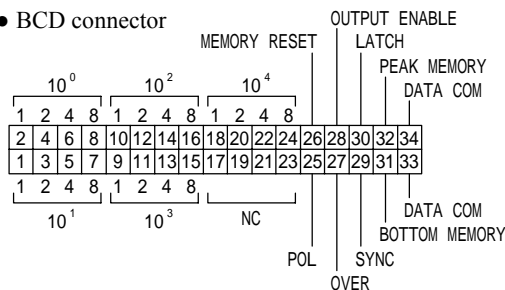 ● BCD connector
OUTPUT ENABLE
MEMORY RESET LATCH
PEAK MEMORY
10⁰ 10² 10⁴ DATA COM
1 2 4 8 1 2 4 8 1 2 4 8
2 4 6 8 10 12 14 16 18 20 22 24 26 28 30 32 34
1 3 5 7 9 11 13 15 17 19 21 23 25 27 29 31 33
1 2 4 8 1 2 4 8
10¹ 10³ NC DATA COM
BOTTOM MEMORY
POL SYNC
OVER